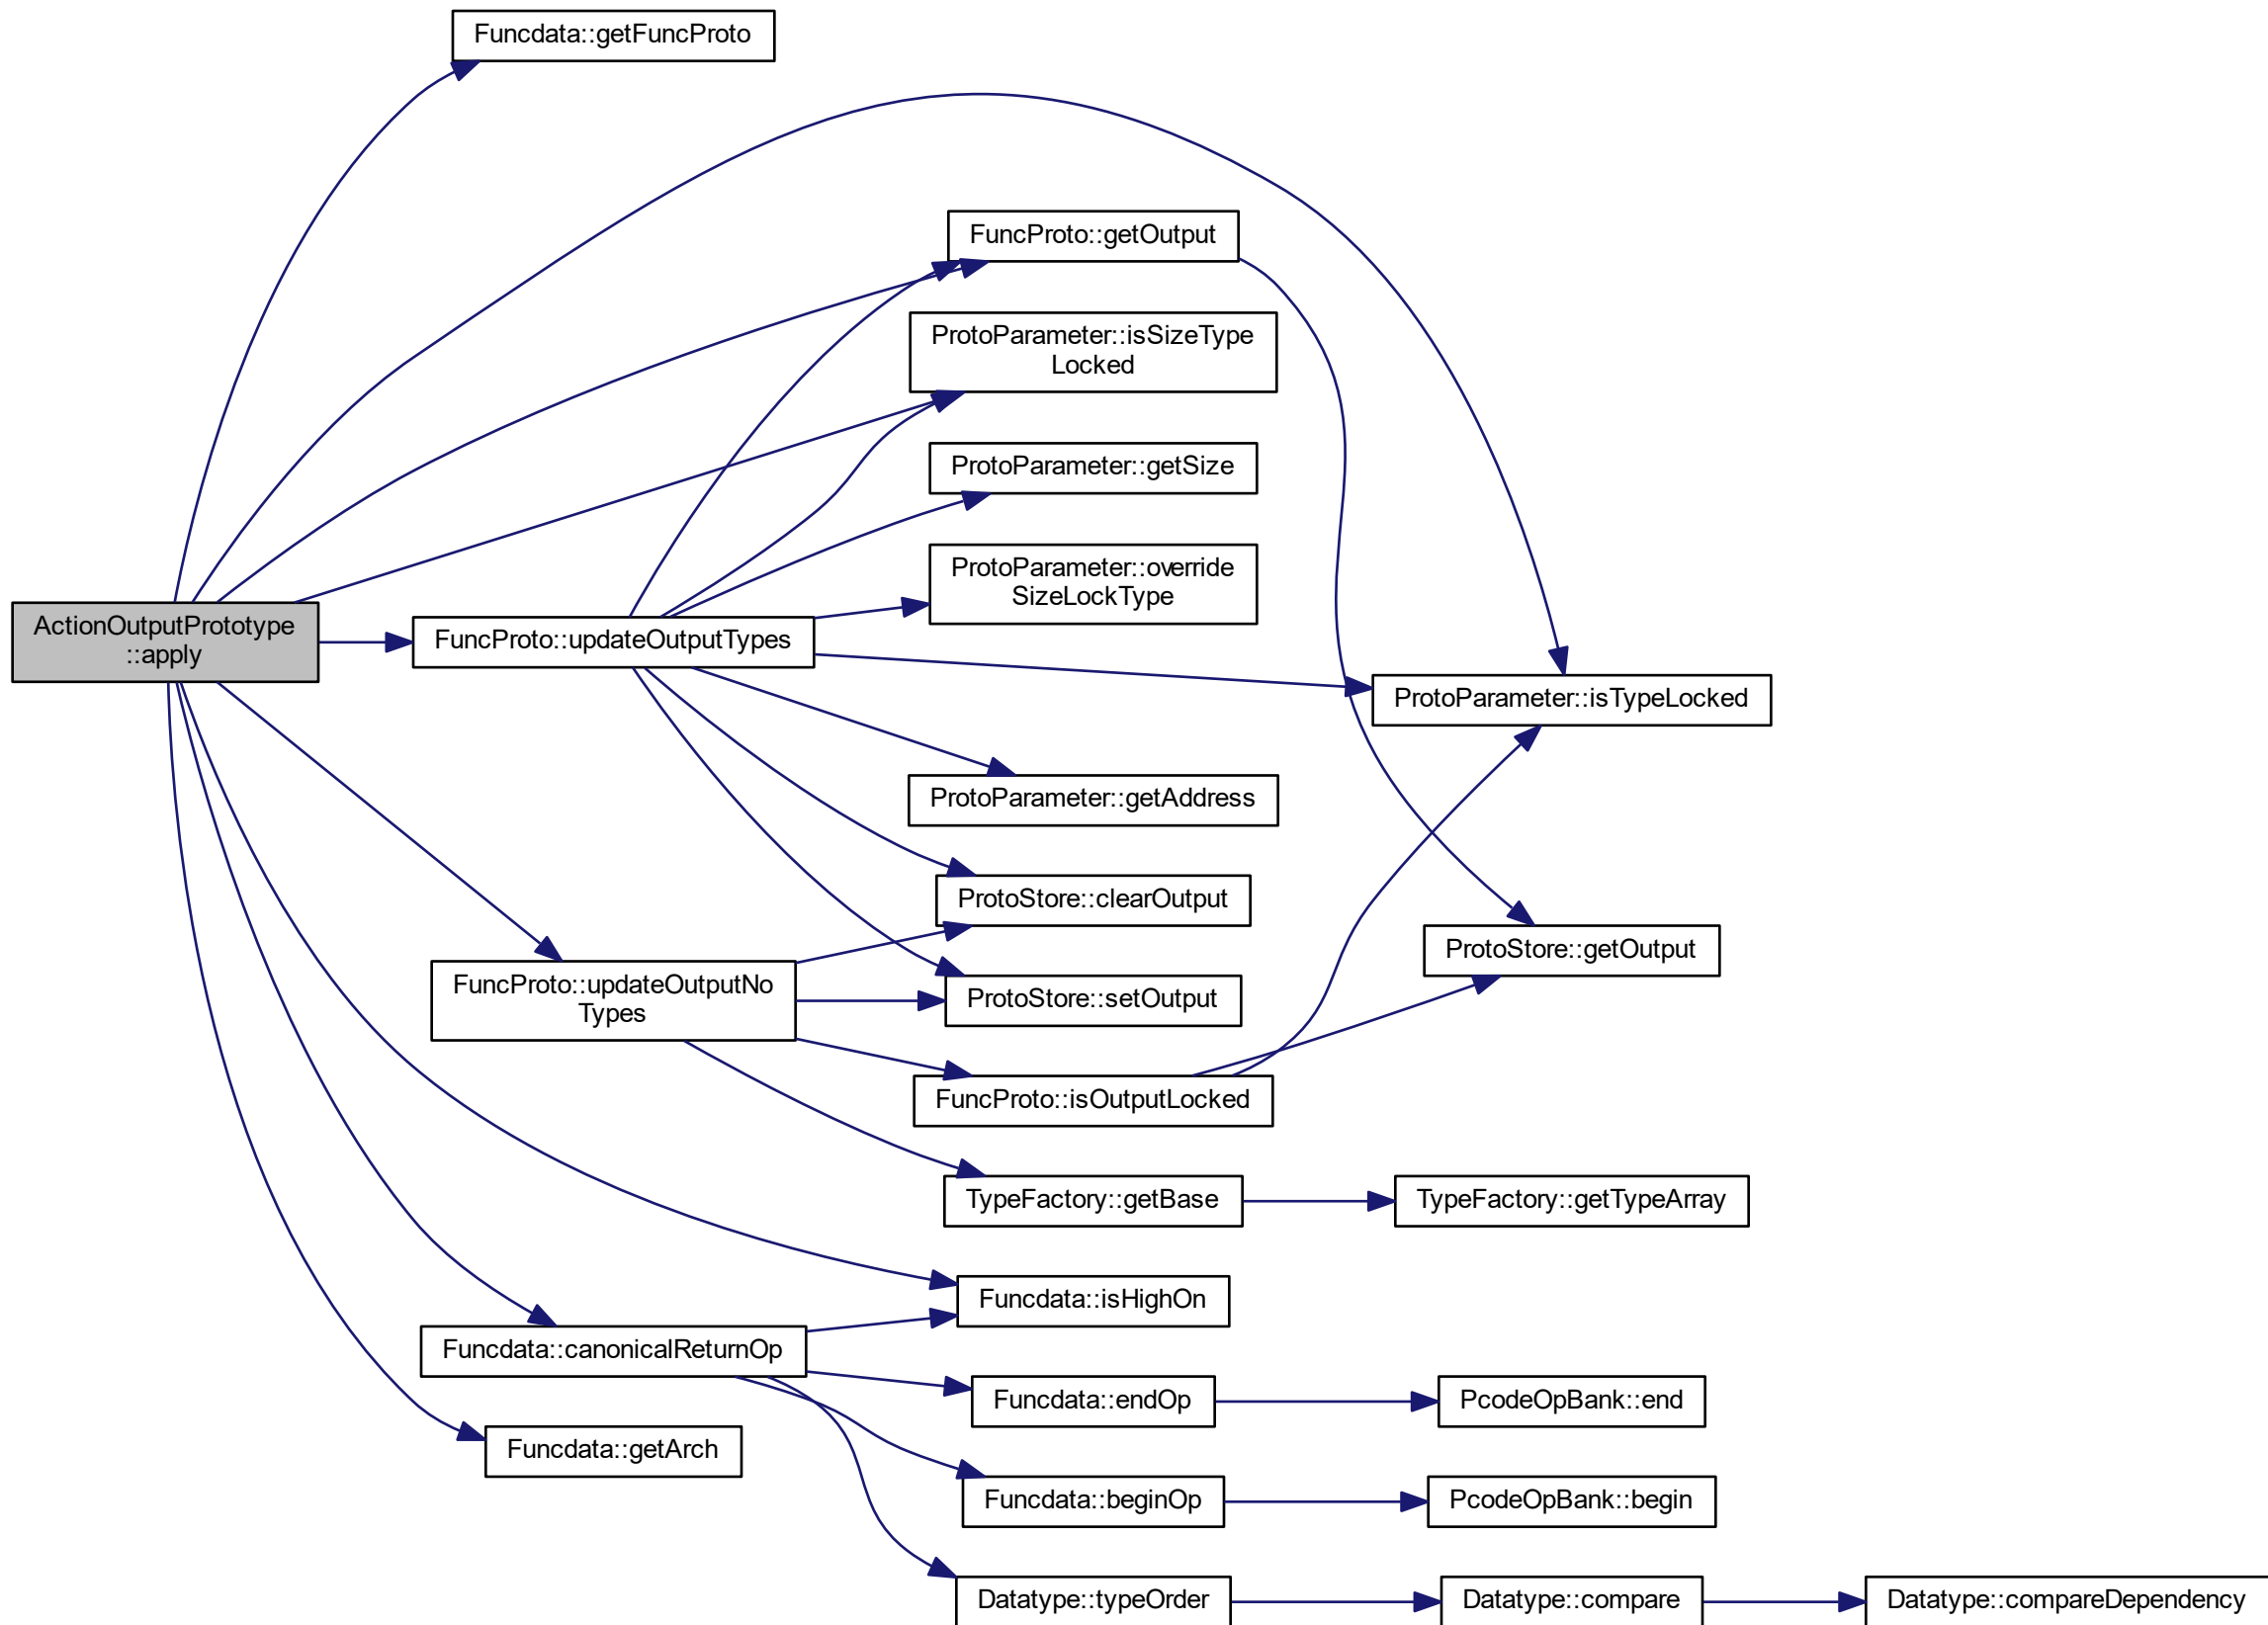 Funcdata::getFuncProto
FuncProto::getOutput
ProtoParameter::isSizeType
Locked
ProtoParameter::getSize
ProtoParameter::override
SizeLockType
ActionOutputPrototype
::apply
FuncProto::updateOutputTypes
ProtoParameter::isTypeLocked
ProtoParameter::getAddress
ProtoStore::clearOutput
ProtoStore::getOutput
FuncProto::updateOutputNo
Types
ProtoStore::setOutput
FuncProto::isOutputLocked
TypeFactory::getBase
TypeFactory::getTypeArray
Funcdata::isHighOn
Funcdata::canonicalReturnOp
Funcdata::endOp
PcodeOpBank::end
Funcdata::getArch
Funcdata::beginOp
PcodeOpBank::begin
Datatype::typeOrder
Datatype::compare
Datatype::compareDependency